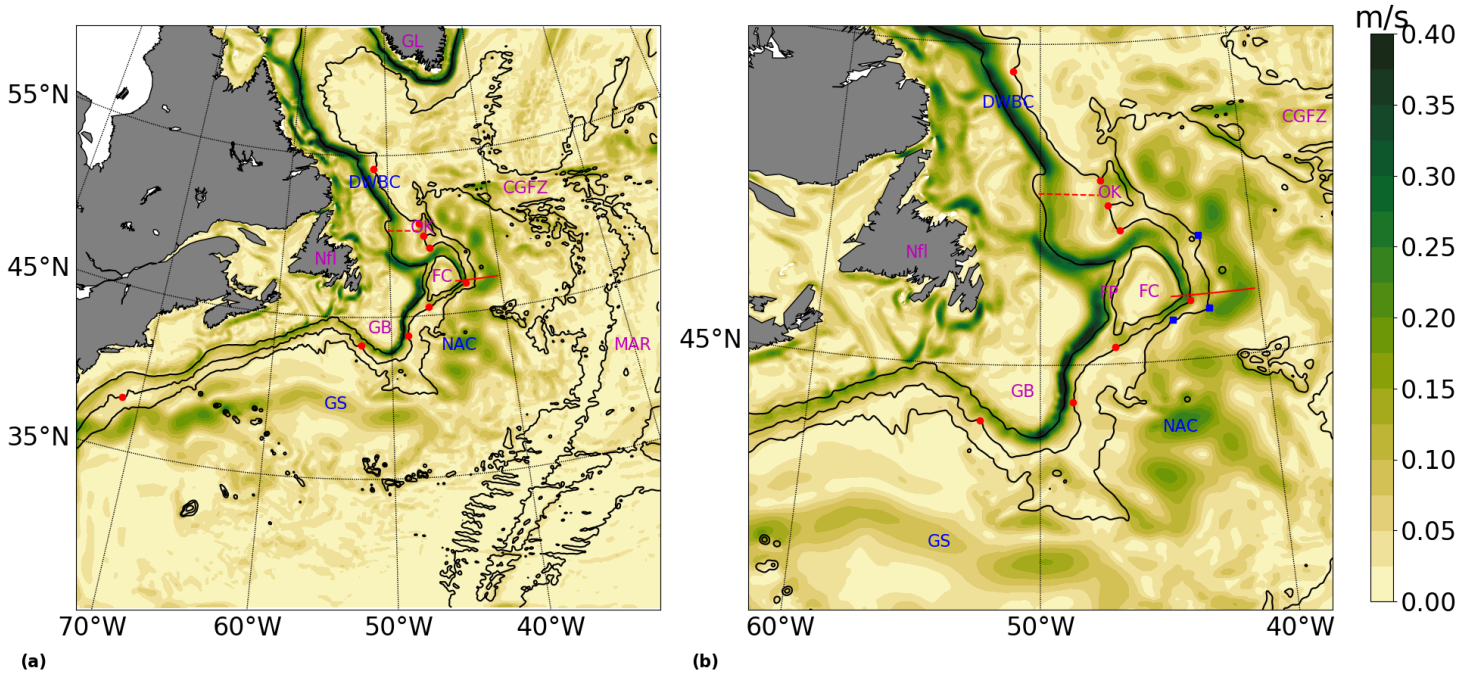 m/s
GL
55°N
DWBC
CGFZ
OK
45°N
Nfl
FC
GB
NAC
MAR
GS
35°N
70°W 60°W 50°W 40°W
(a)
DWBC
CGFZ
OK
Nfl
FP FC
45°N
GB
NAC
GS
60°W 50°W 40°W
(b)
0.40
0.35
0.30
0.25
0.20
0.15
0.10
0.05
0.00